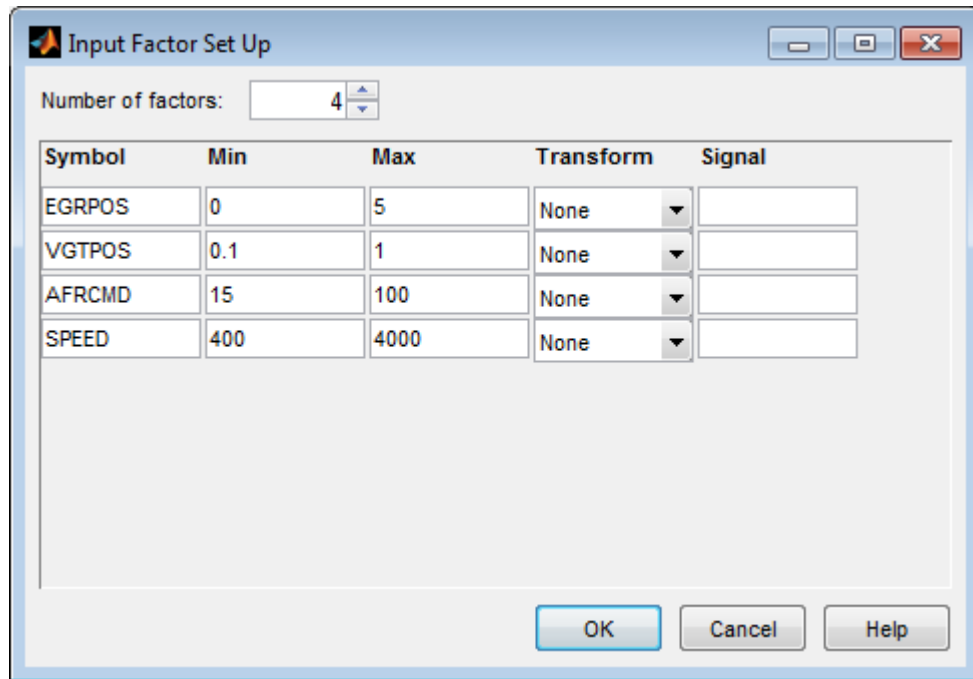 Input Factor Set Up
Number of factors: 4
Symbol Min Max Transform Signal
EGRPOS 0 5 None
VGTPOS 0.1 1 None
AFRCMD 15 100 None
SPEED 400 4000 None
OK Cancel Help